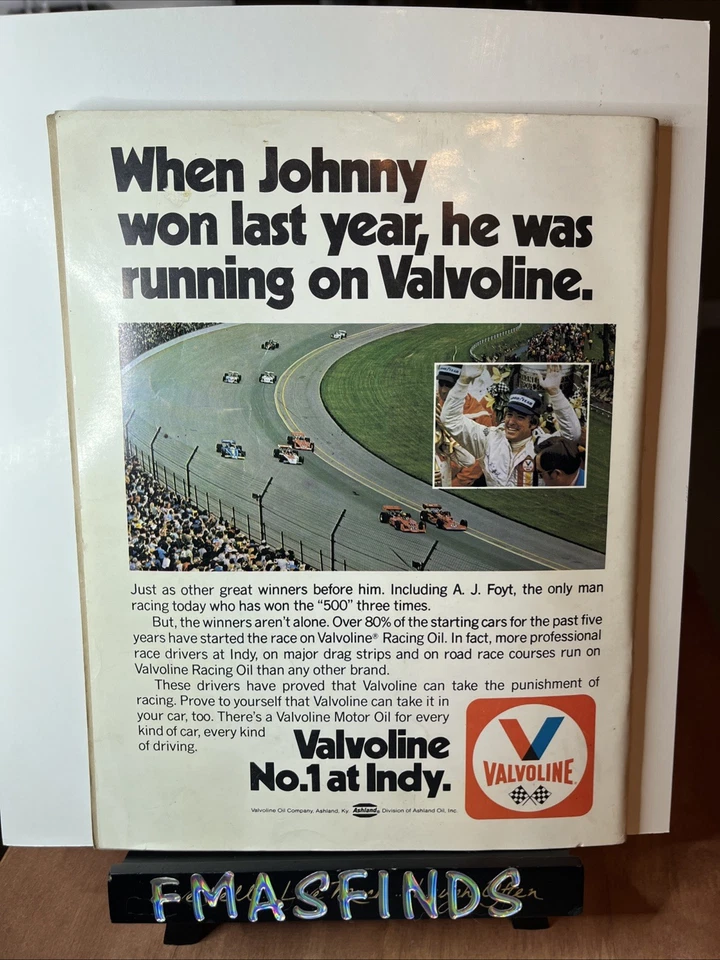 When Johnny
won last year, he was
running on Valvoline.
GOODYEAR
Just as other great winners before him. Including A. J. Foyt, the only man
racing today who has won the “500” three times.
But, the winners aren’t alone. Over 80% of the starting cars for the past five
years have started the race on Valvoline® Racing Oil. In fact, more professional
race drivers at Indy, on major drag strips and on road race courses run on
Valvoline Racing Oil than any other brand.
These drivers have proved that Valvoline can take the punishment of
racing. Prove to yourself that Valvoline can take it in
your car, too. There’s a Valvoline Motor Oil for every
kind of car, every kind
of driving.
Valvoline
No.1 at Indy.
VALVOLINE
Valvoline Oil Company, Ashland, Ky. Ashland® Division of Ashland Oil, Inc.
FMASFINDS